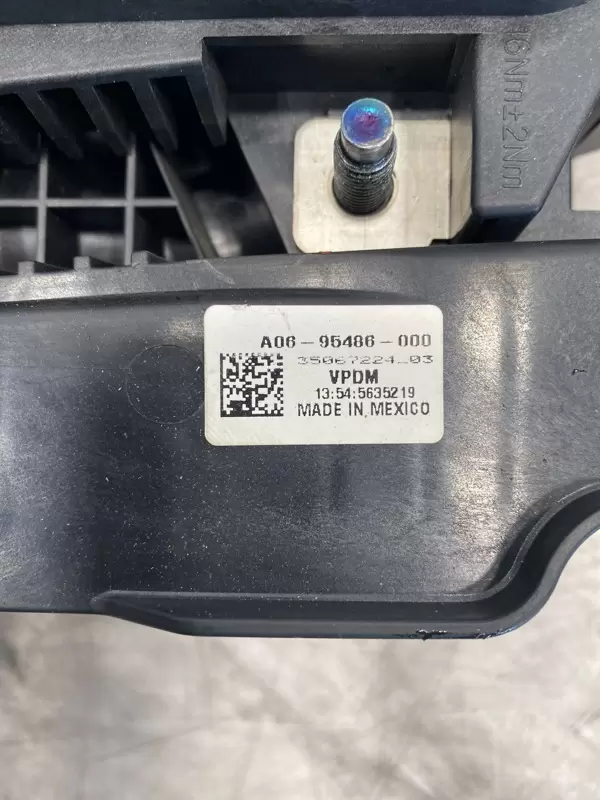 16Nm±2Nm
A06-95486-000
35067224_03
VPDM
13:54:5635219
MADE IN MEXICO